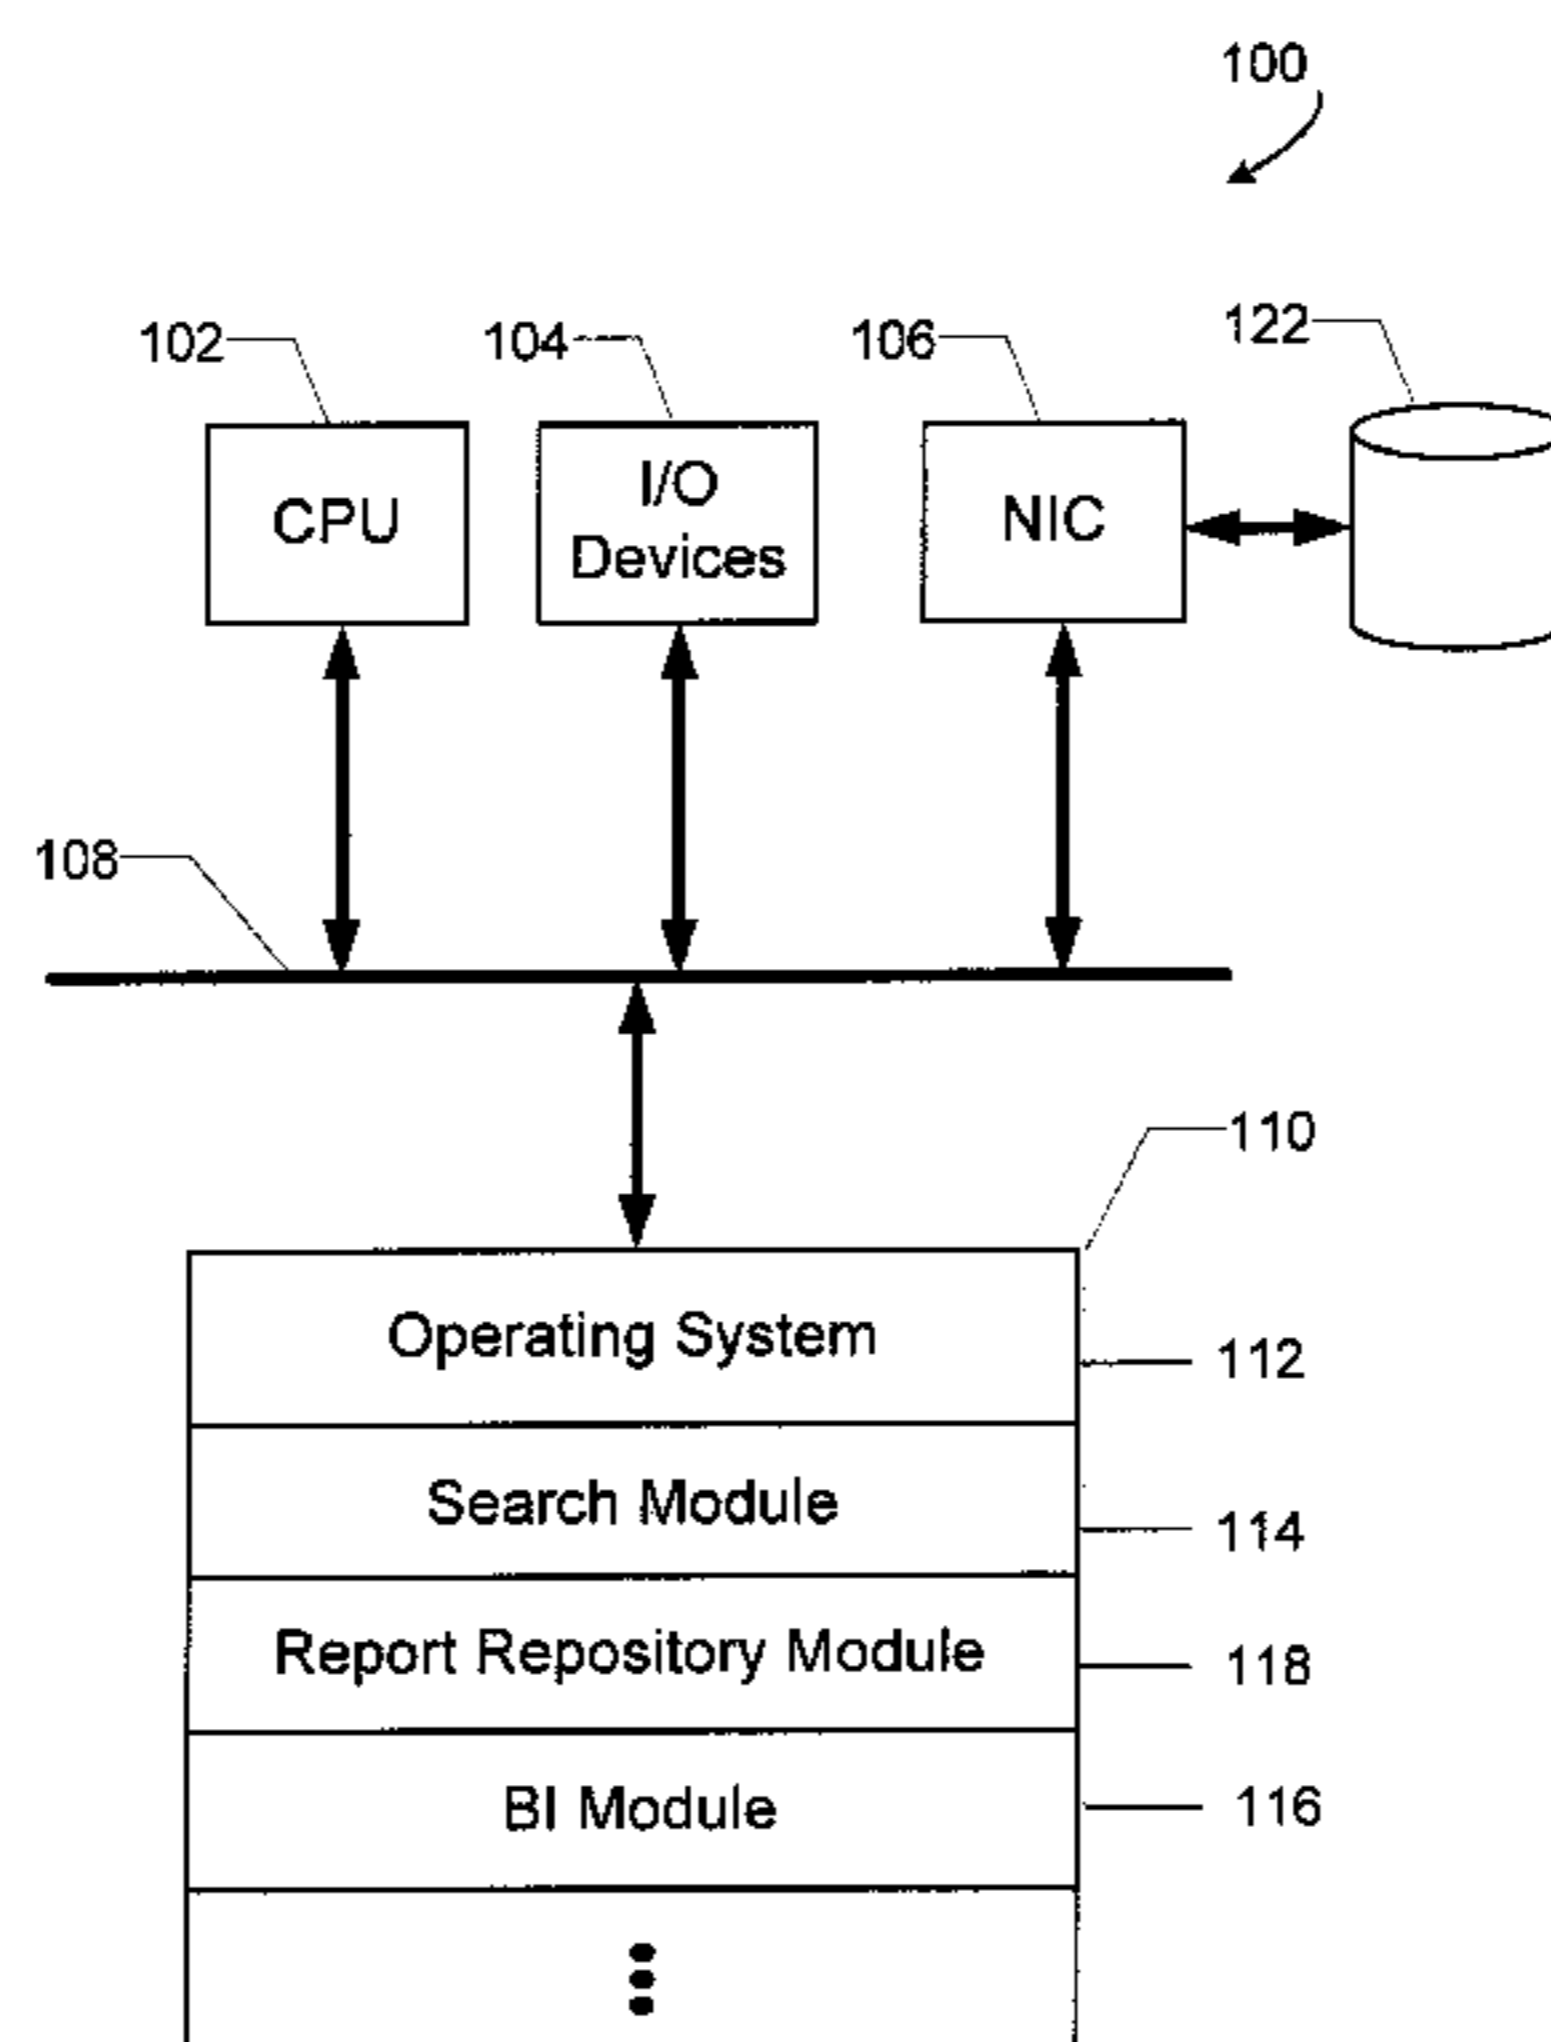 100
102
104
106
122
CPU
I/O
Devices
NIC
108
110
Operating System
112
Search Module
114
Report Repository Module
118
BI Module
116